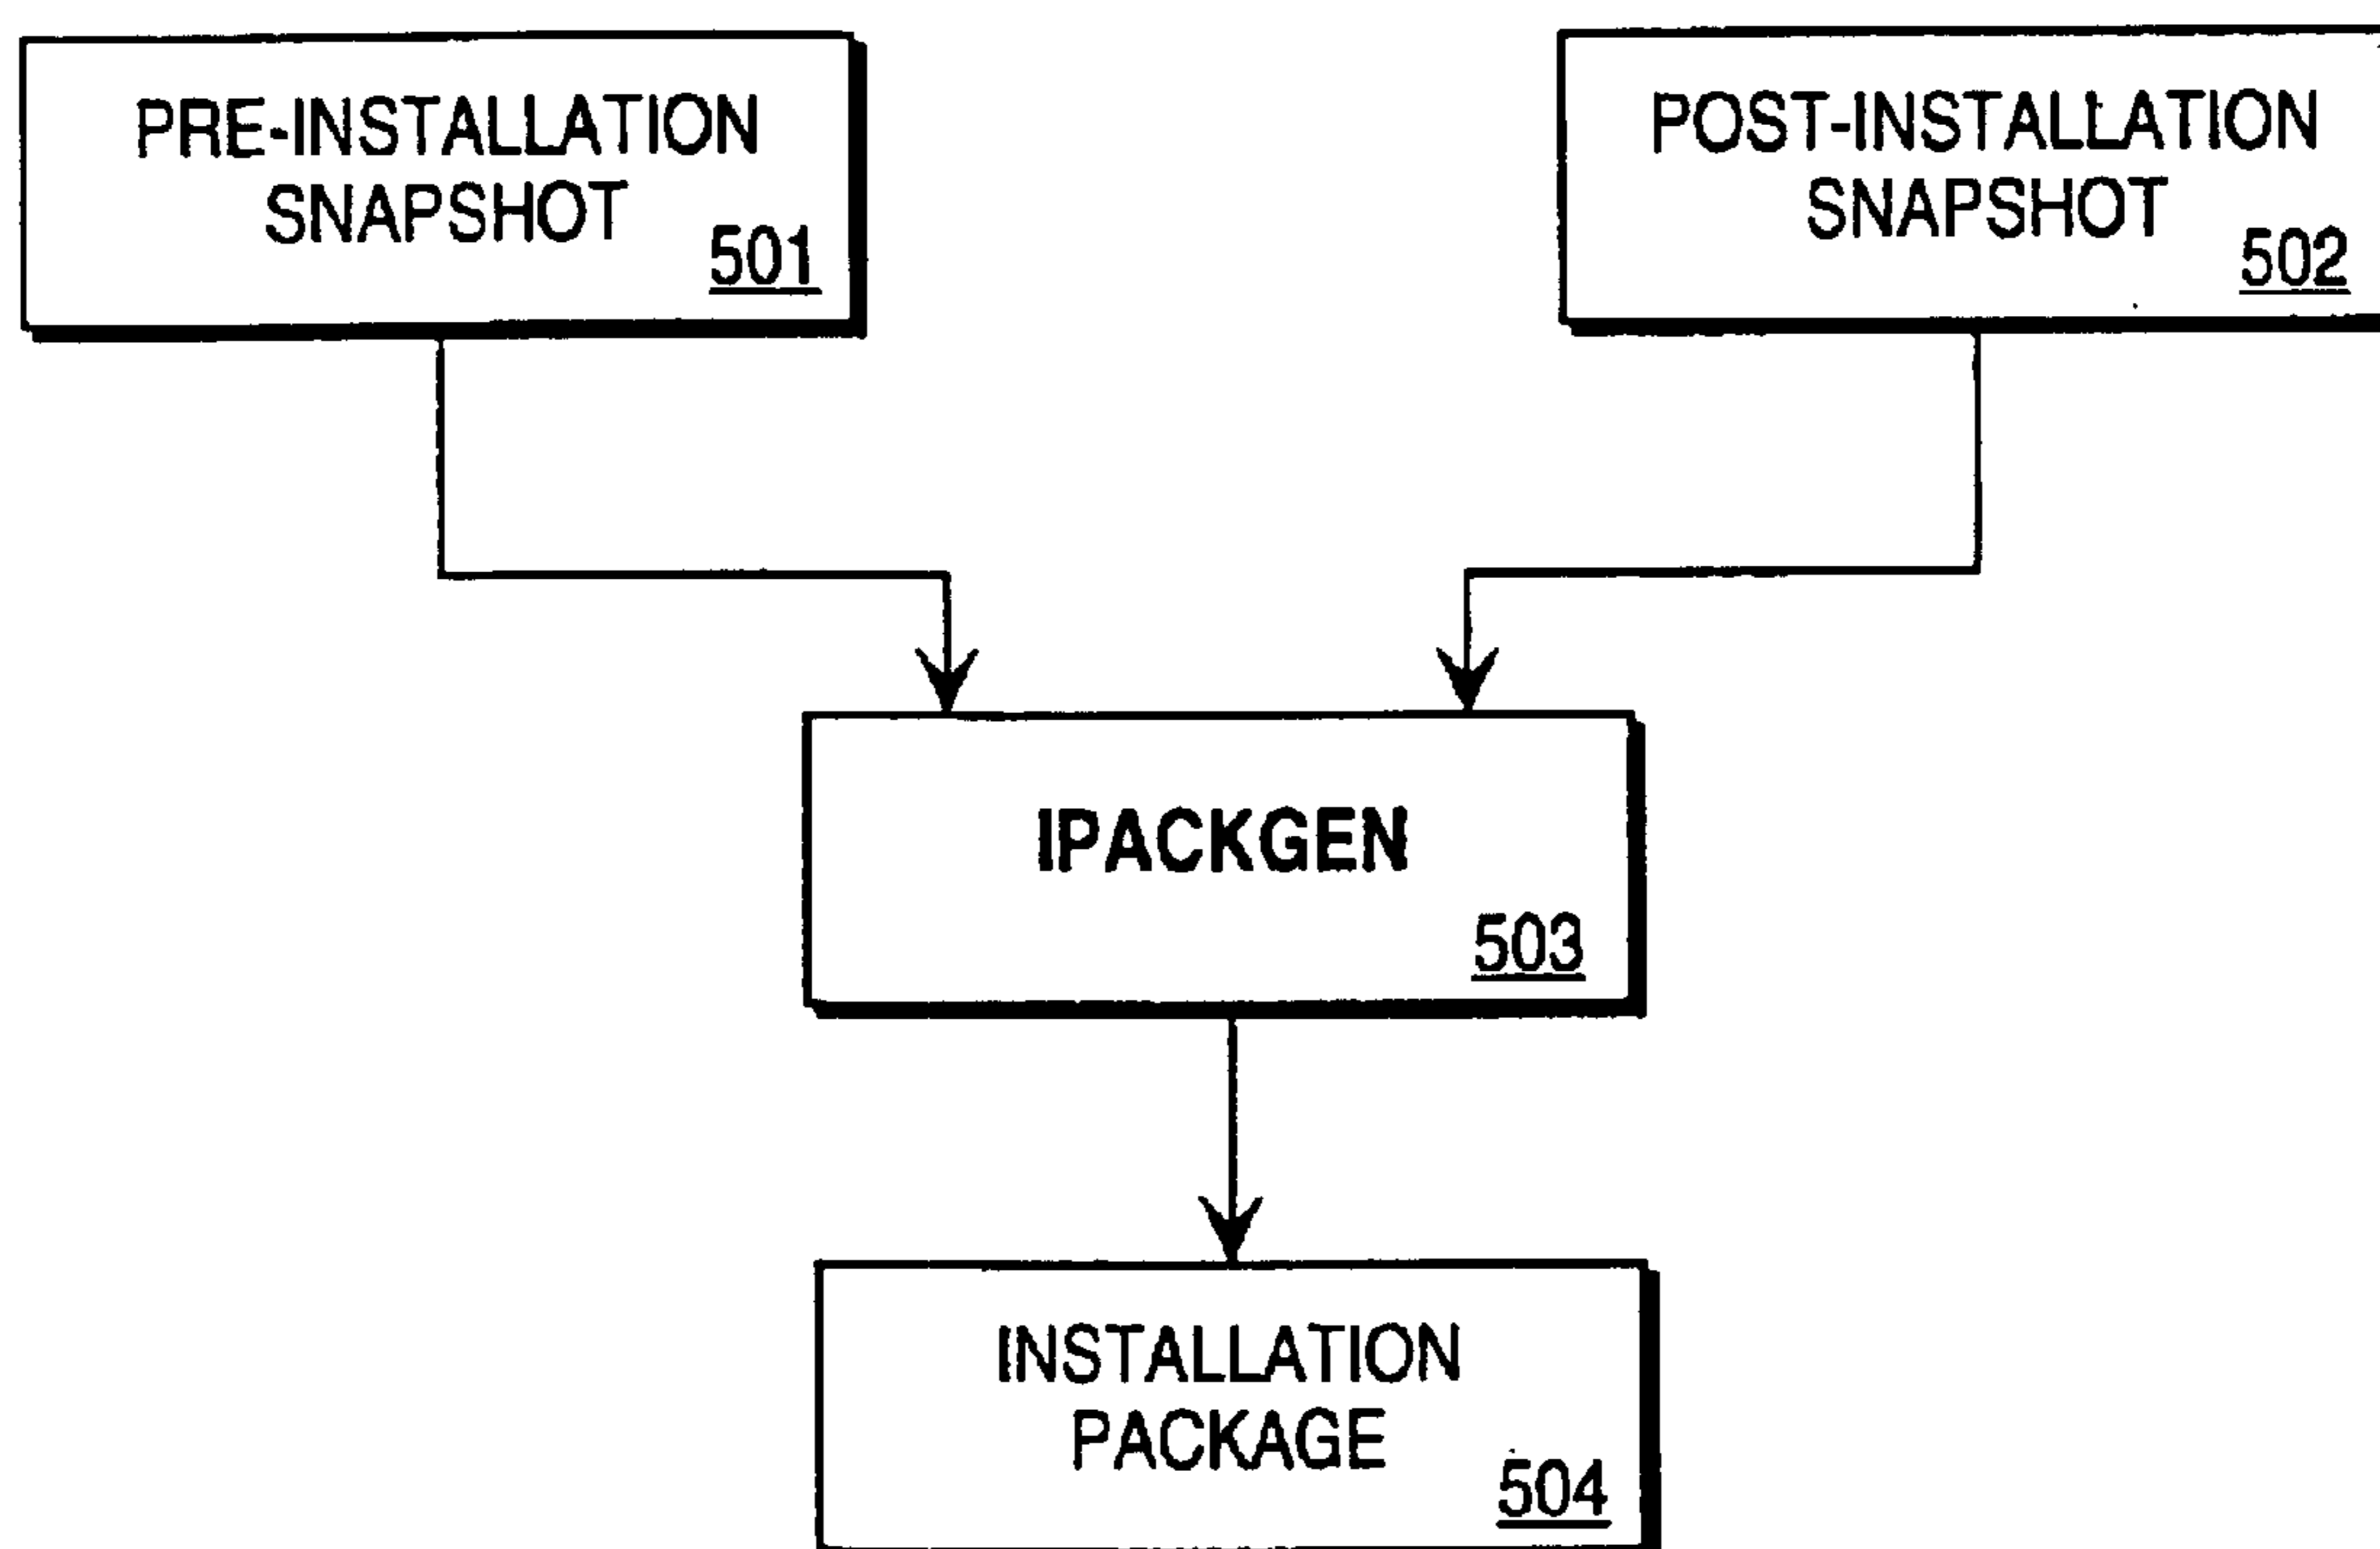 PRE-INSTALLATION
SNAPSHOT
501
POST-INSTALLATION
SNAPSHOT
502
IPACKGEN
503
INSTALLATION
PACKAGE
504